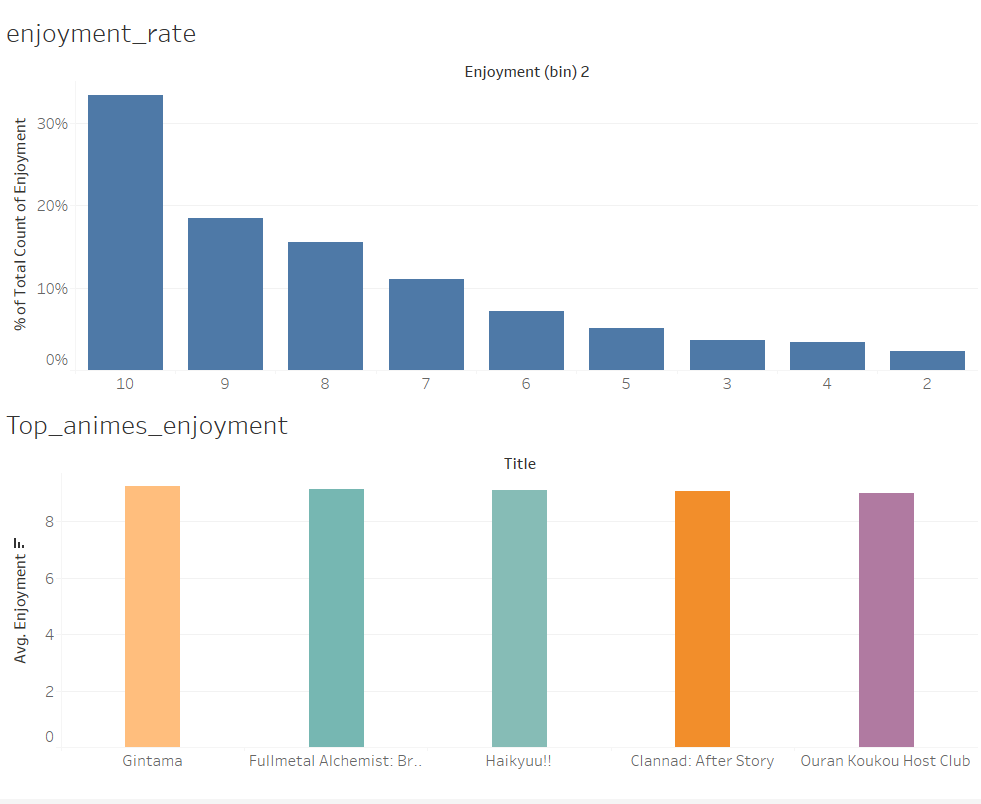 enjoyment_rate
Enjoyment (bin) 2
% of Total Count of Enjoyment
30%
20%
10%
0%
10 9 8 7 6 5 3 4 2
Top_animes_enjoyment
Title
Avg. Enjoyment
8
6
4
2
0
Gintama Fullmetal Alchemist: Br.. Haikyuu!! Clannad: After Story Ouran Koukou Host Club